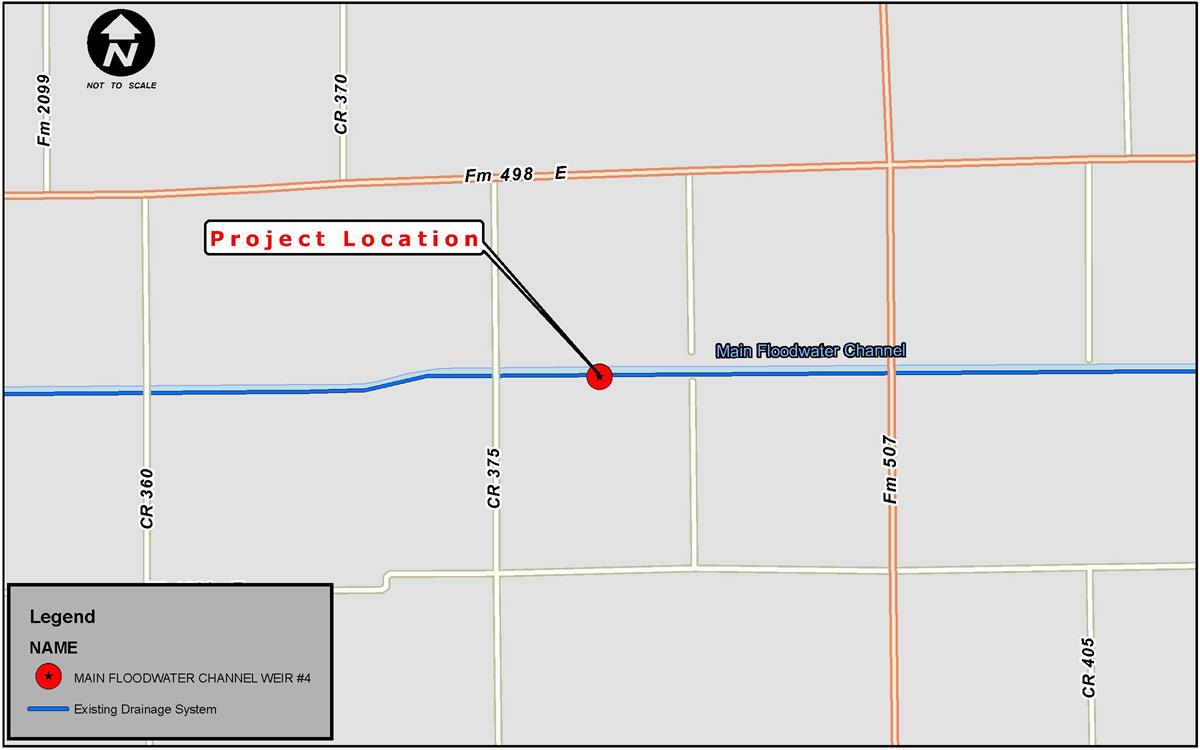 N
NOT TO SCALE
Fm 2099
CR 370
Fm 498 E
Project Location
Main Floodwater Channel
CR 360
CR 375
Fm 507
CR 405
Legend
NAME
MAIN FLOODWATER CHANNEL WEIR #4
Existing Drainage System